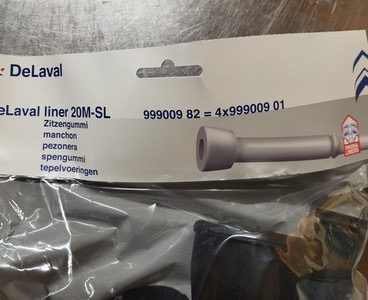 DeLaval
DeLaval liner 20M-SL
999009 82 = 4x999009 01
Zitzengummi
manchon
pezonera
spengummi
tepelvoeringen